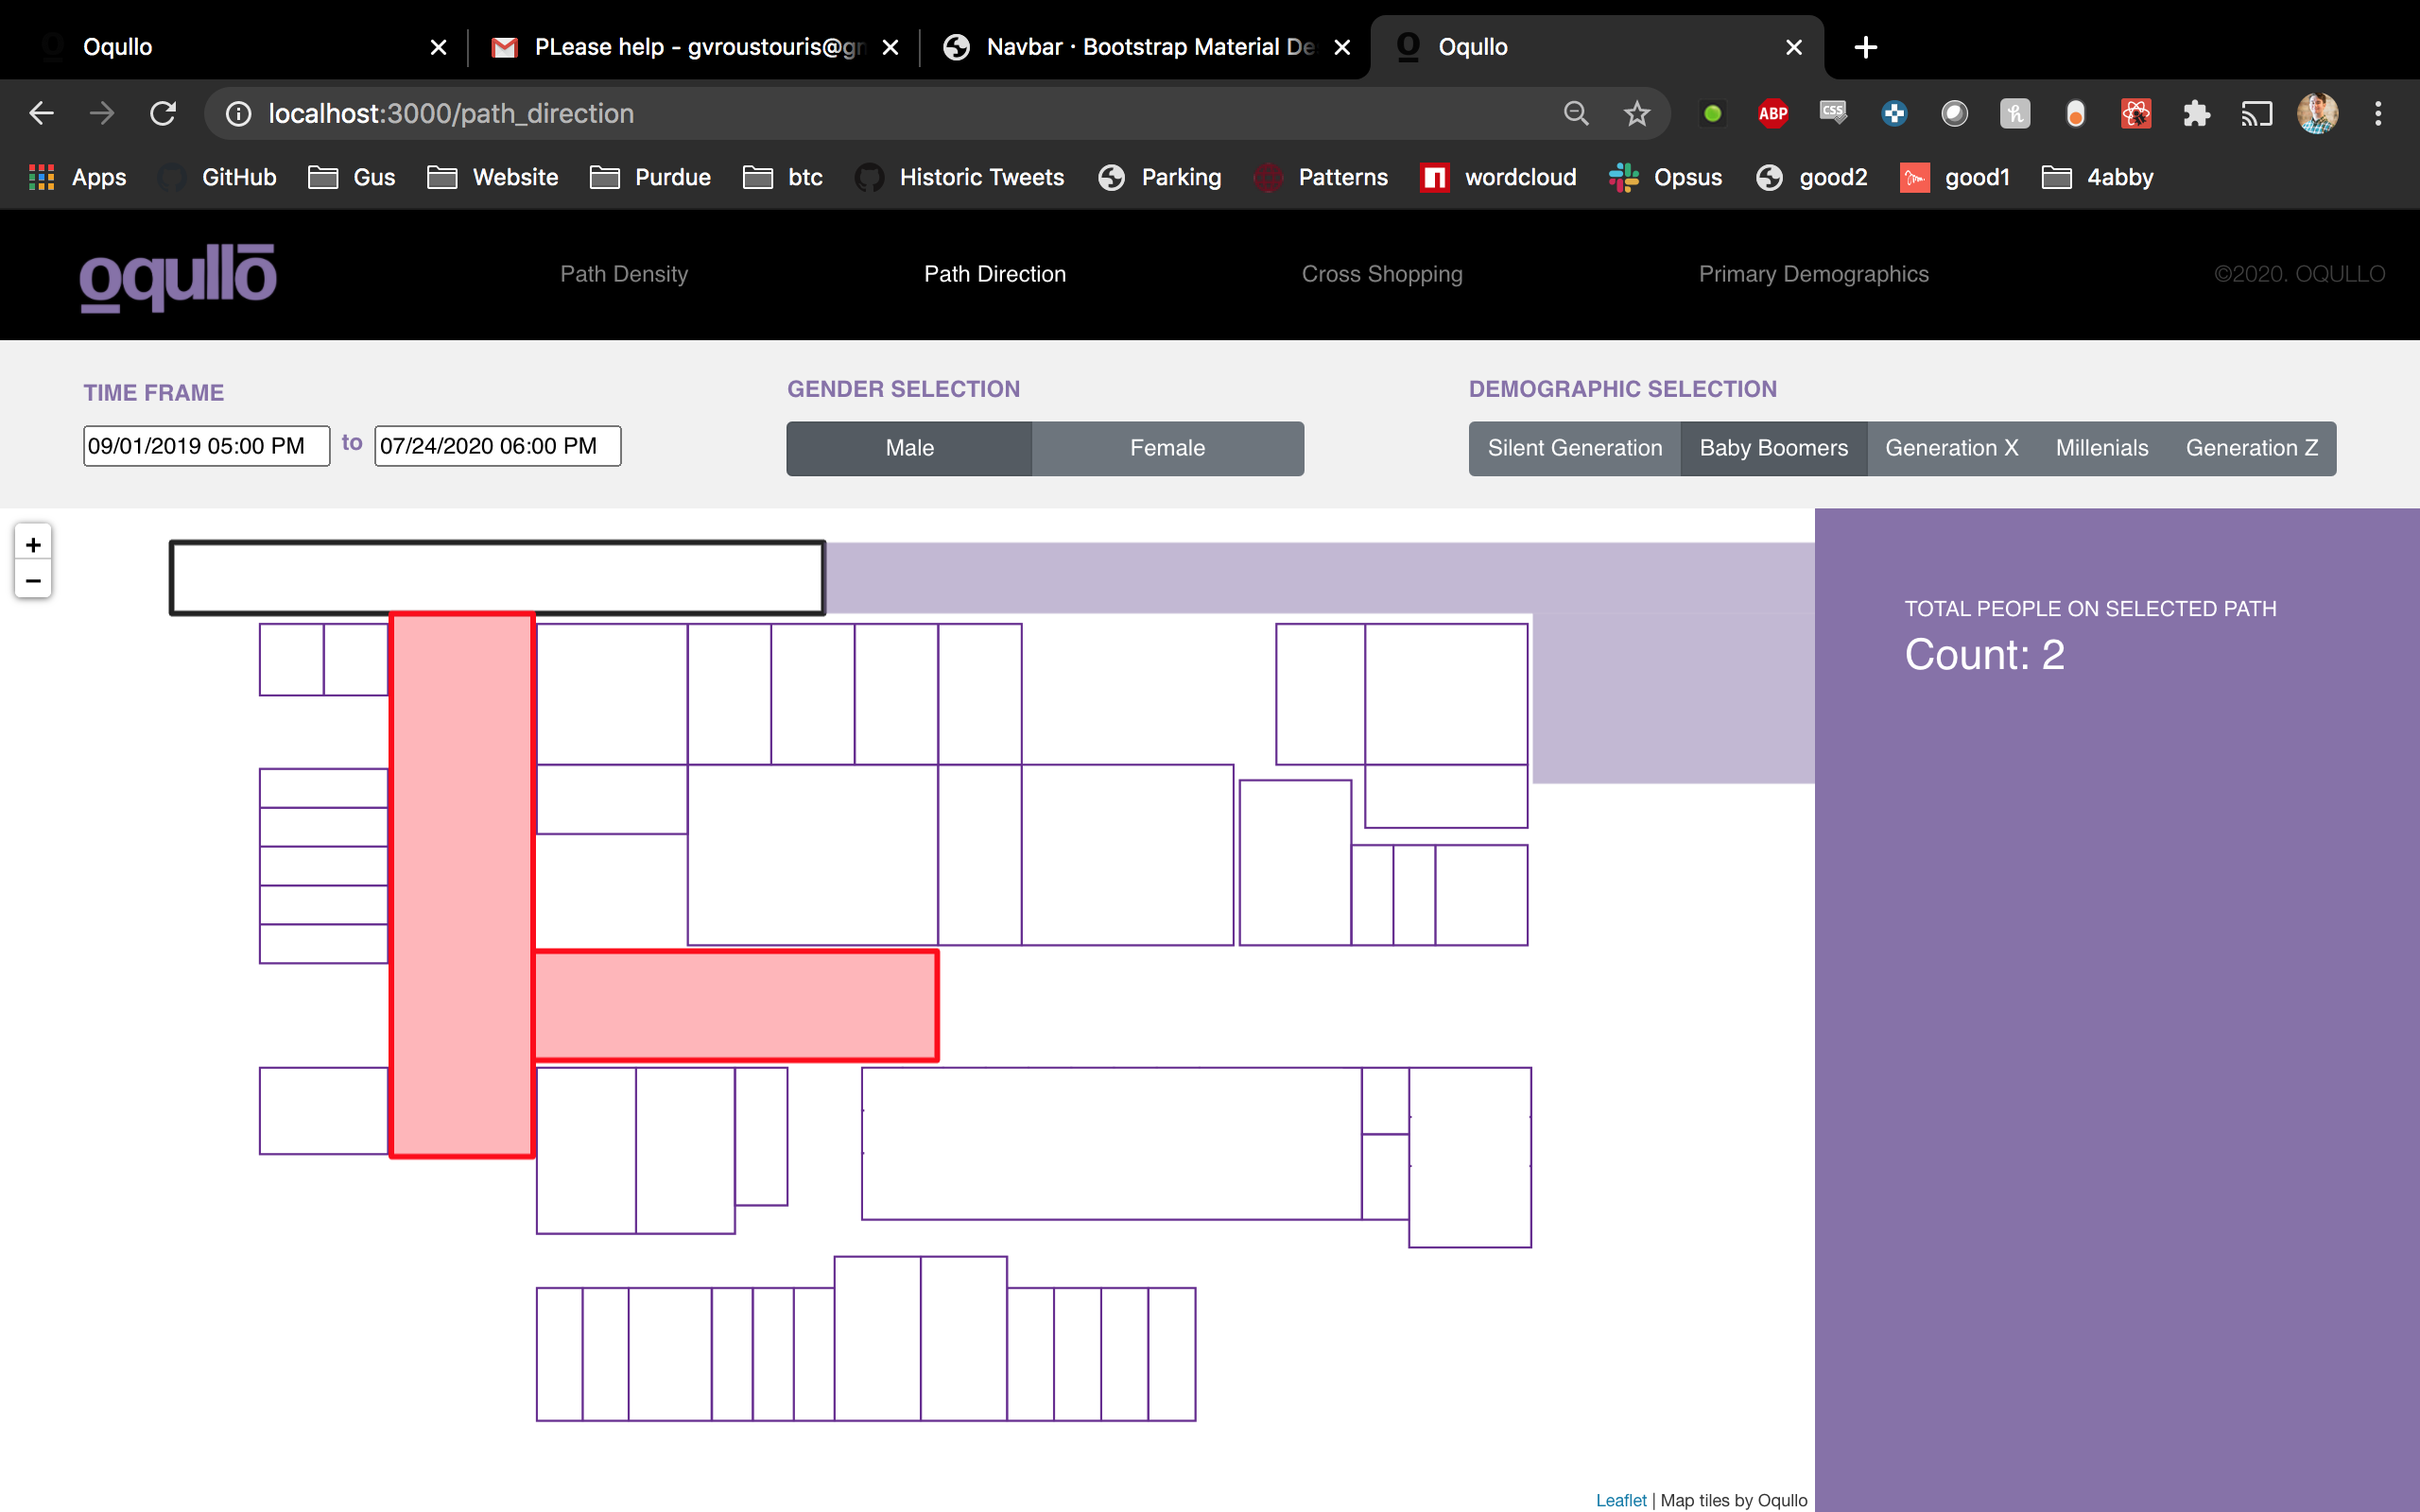 Oqullo
PLease help - gvroustouris@gm
Navbar · Bootstrap Material De
Oqullo
localhost:3000/path_direction
ABP
CSS
Apps
GitHub
Gus
Website
Purdue
btc
Historic Tweets
Parking
Patterns
wordcloud
Opsus
good2
good1
4abby
oqullō
Path Density
Path Direction
Cross Shopping
Primary Demographics
©2020. OQULLO
TIME FRAME
09/01/2019 05:00 PM to 07/24/2020 06:00 PM
GENDER SELECTION
Male
Female
DEMOGRAPHIC SELECTION
Silent Generation
Baby Boomers
Generation X
Millenials
Generation Z
+
−
TOTAL PEOPLE ON SELECTED PATH
Count: 2
Leaflet | Map tiles by Oqullo